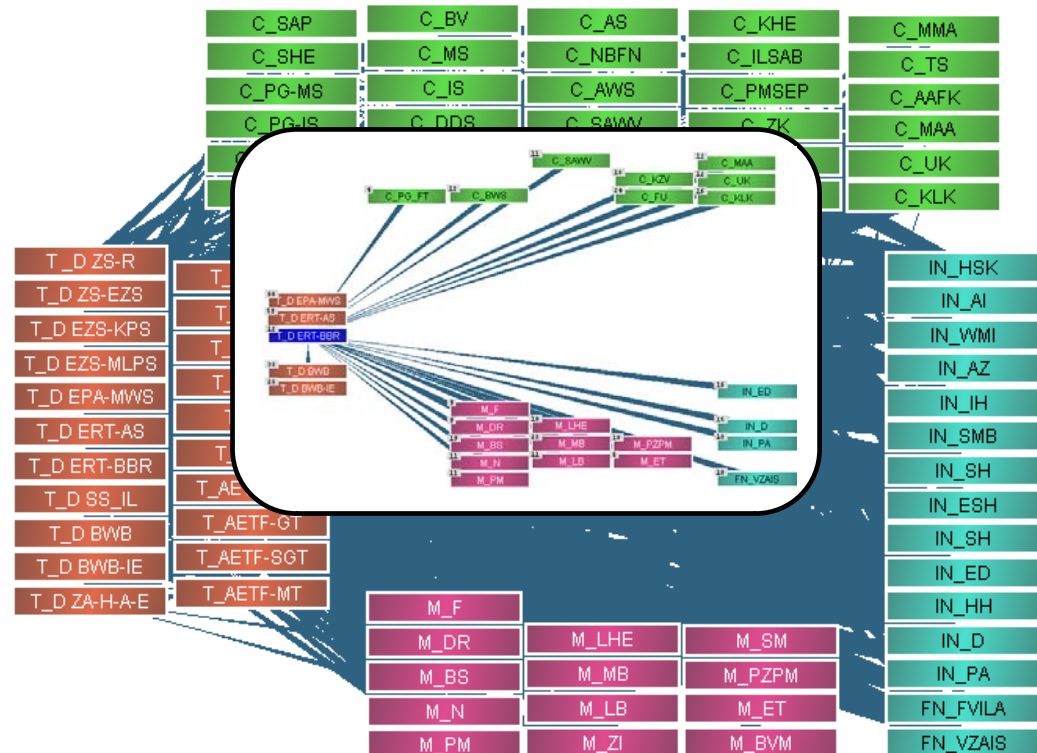 C_SAP
C_SHE
C_PG-MS
C_PG-IS
C_BV
C_MS
C_IS
C_DDS
C_AS
C_NBFN
C_AWS
C_SAWV
C_KHE
C_ILSAB
C_PMSEP
C_ZK
C_MMA
C_TS
C_AAFK
C_MAA
C_UK
C_KLK
T_D ZS-R
T_D ZS-EZS
T_D EZS-KPS
T_D EZS-MLPS
T_D EPA-MWS
T_D ERT-AS
T_D ERT-BBR
T_D SS_IL
T_D BWB
T_D BWB-IE
T_D ZA-H-A-E
T_AETF-GT
T_AETF-SGT
T_AETF-MT
C_PG_FT
C_BWS
C_SAWV
C_KZV
C_FU
C_MAA
C_UK
C_KLK
T_D EPA-MWS
T_D ERT-AS
T_D ERT-BBR
T_D BWB
T_D BWB-IE
M_F
M_DR
M_BS
M_N
M_PM
M_LHE
M_MB
M_LB
M_PZPM
M_ET
IN_ED
IN_D
IN_PA
FN_VZAIS
IN_HSK
IN_AI
IN_WMI
IN_AZ
IN_IH
IN_SMB
IN_SH
IN_ESH
IN_SH
IN_ED
IN_HH
IN_D
IN_PA
FN_FVILA
FN_VZAIS
M_F
M_DR
M_BS
M_N
M_PM
M_LHE
M_MB
M_LB
M_ZI
M_SM
M_PZPM
M_ET
M_BVM